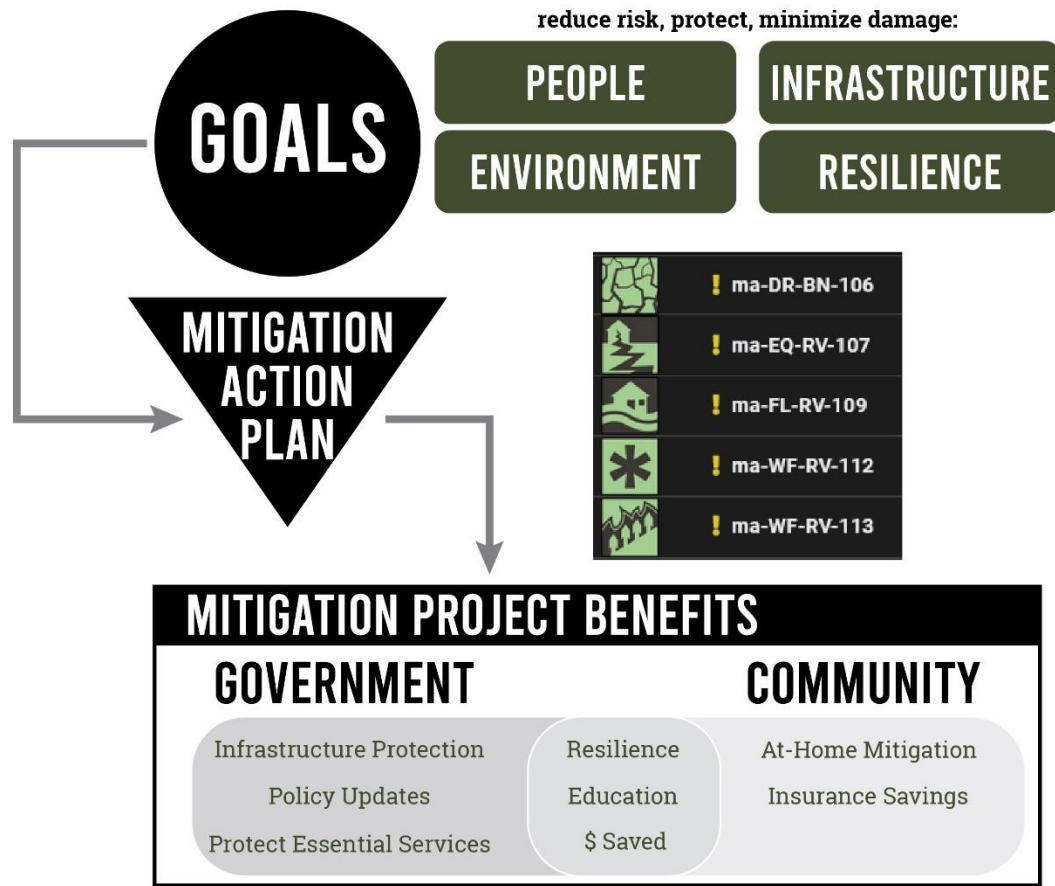 reduce risk, protect, minimize damage:
GOALS
PEOPLE
INFRASTRUCTURE
ENVIRONMENT
RESILIENCE
MITIGATION
ACTION
PLAN
! ma-DR-BN-106
! ma-EQ-RV-107
! ma-FL-RV-109
! ma-WF-RV-112
! ma-WF-RV-113
MITIGATION PROJECT BENEFITS
GOVERNMENT
COMMUNITY
Infrastructure Protection
Policy Updates
Protect Essential Services
Resilience
Education
$ Saved
At-Home Mitigation
Insurance Savings